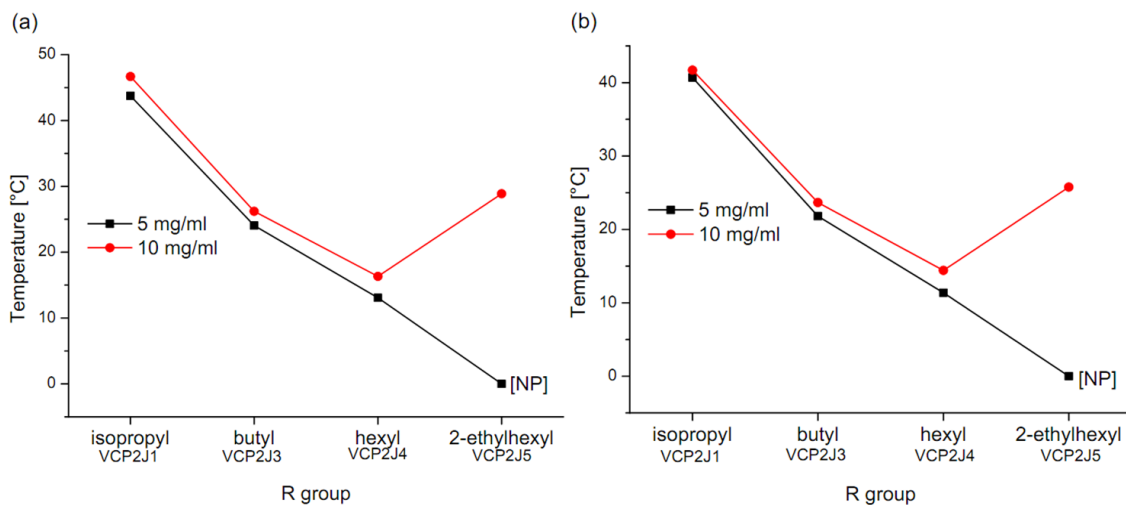 (a)
50
40
30
20
10
0
Temperature [°C]
5 mg/ml
10 mg/ml
[NP]
isopropyl butyl hexyl 2-ethylhexyl
VCP2J1 VCP2J3 VCP2J4 VCP2J5
R group
(b)
40
30
20
10
0
Temperature [°C]
5 mg/ml
10 mg/ml
[NP]
isopropyl butyl hexyl 2-ethylhexyl
VCP2J1 VCP2J3 VCP2J4 VCP2J5
R group